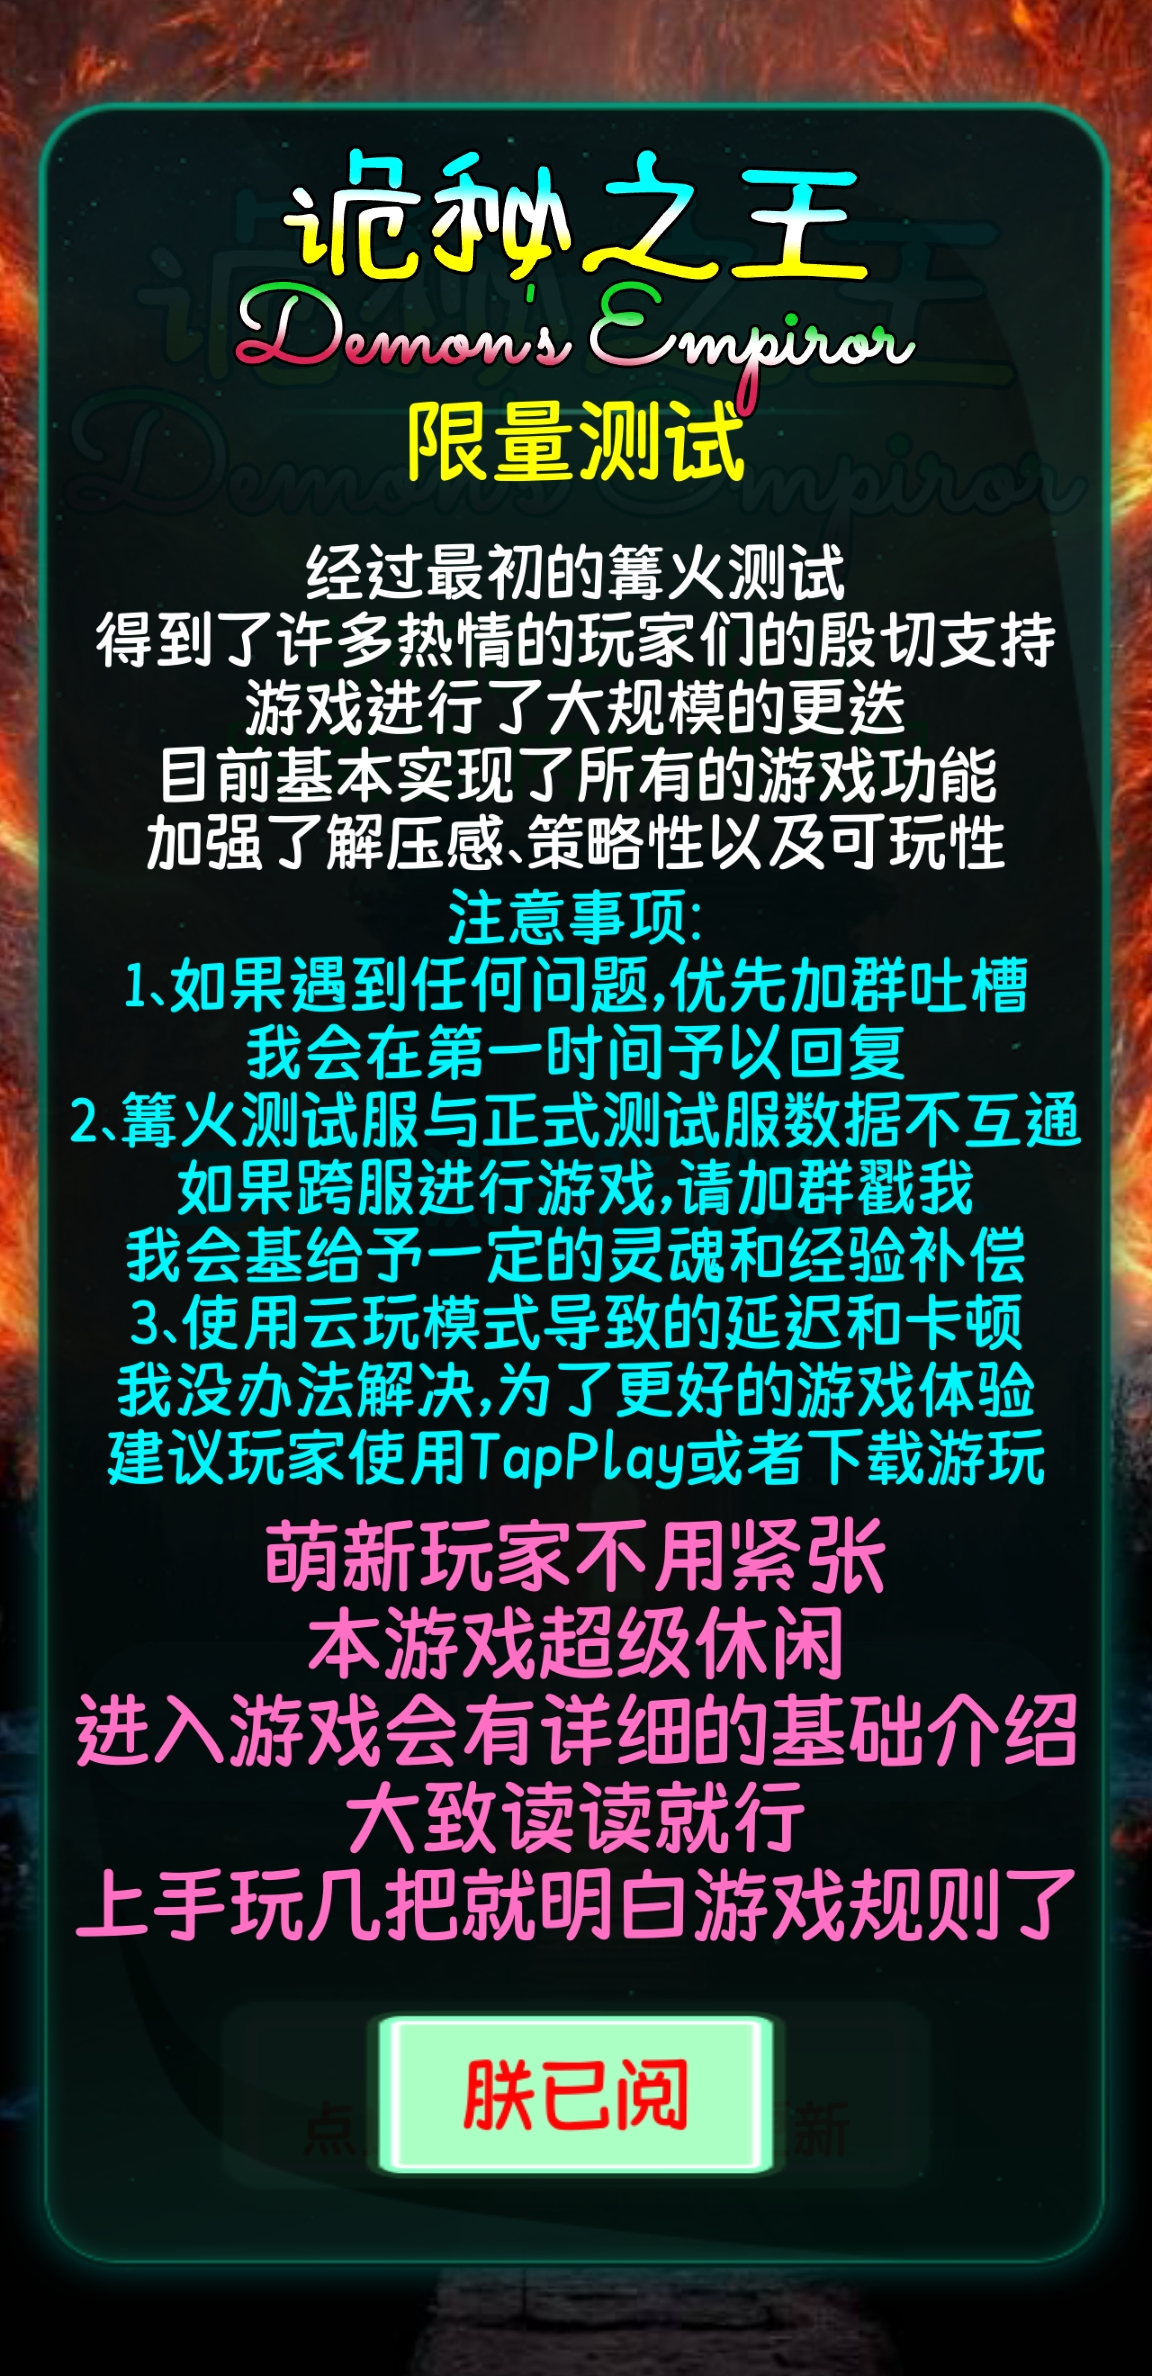 诡秘之王
Demon's Empiror
限量测试
经过最初的篝火测试
得到了许多热情的玩家们的殷切支持
游戏进行了大规模的更迭
目前基本实现了所有的游戏功能
加强了解压感、策略性以及可玩性
注意事项:
1、如果遇到任何问题,优先加群吐槽
我会在第一时间予以回复
2、篝火测试服与正式测试服数据不互通
如果跨服进行游戏,请加群戳我
我会基给予一定的灵魂和经验补偿
3、使用云玩模式导致的延迟和卡顿
我没办法解决,为了更好的游戏体验
建议玩家使用TapPlay或者下载游玩
萌新玩家不用紧张
本游戏超级休闲
进入游戏会有详细的基础介绍
大致读读就行
上手玩几把就明白游戏规则了
朕已阅